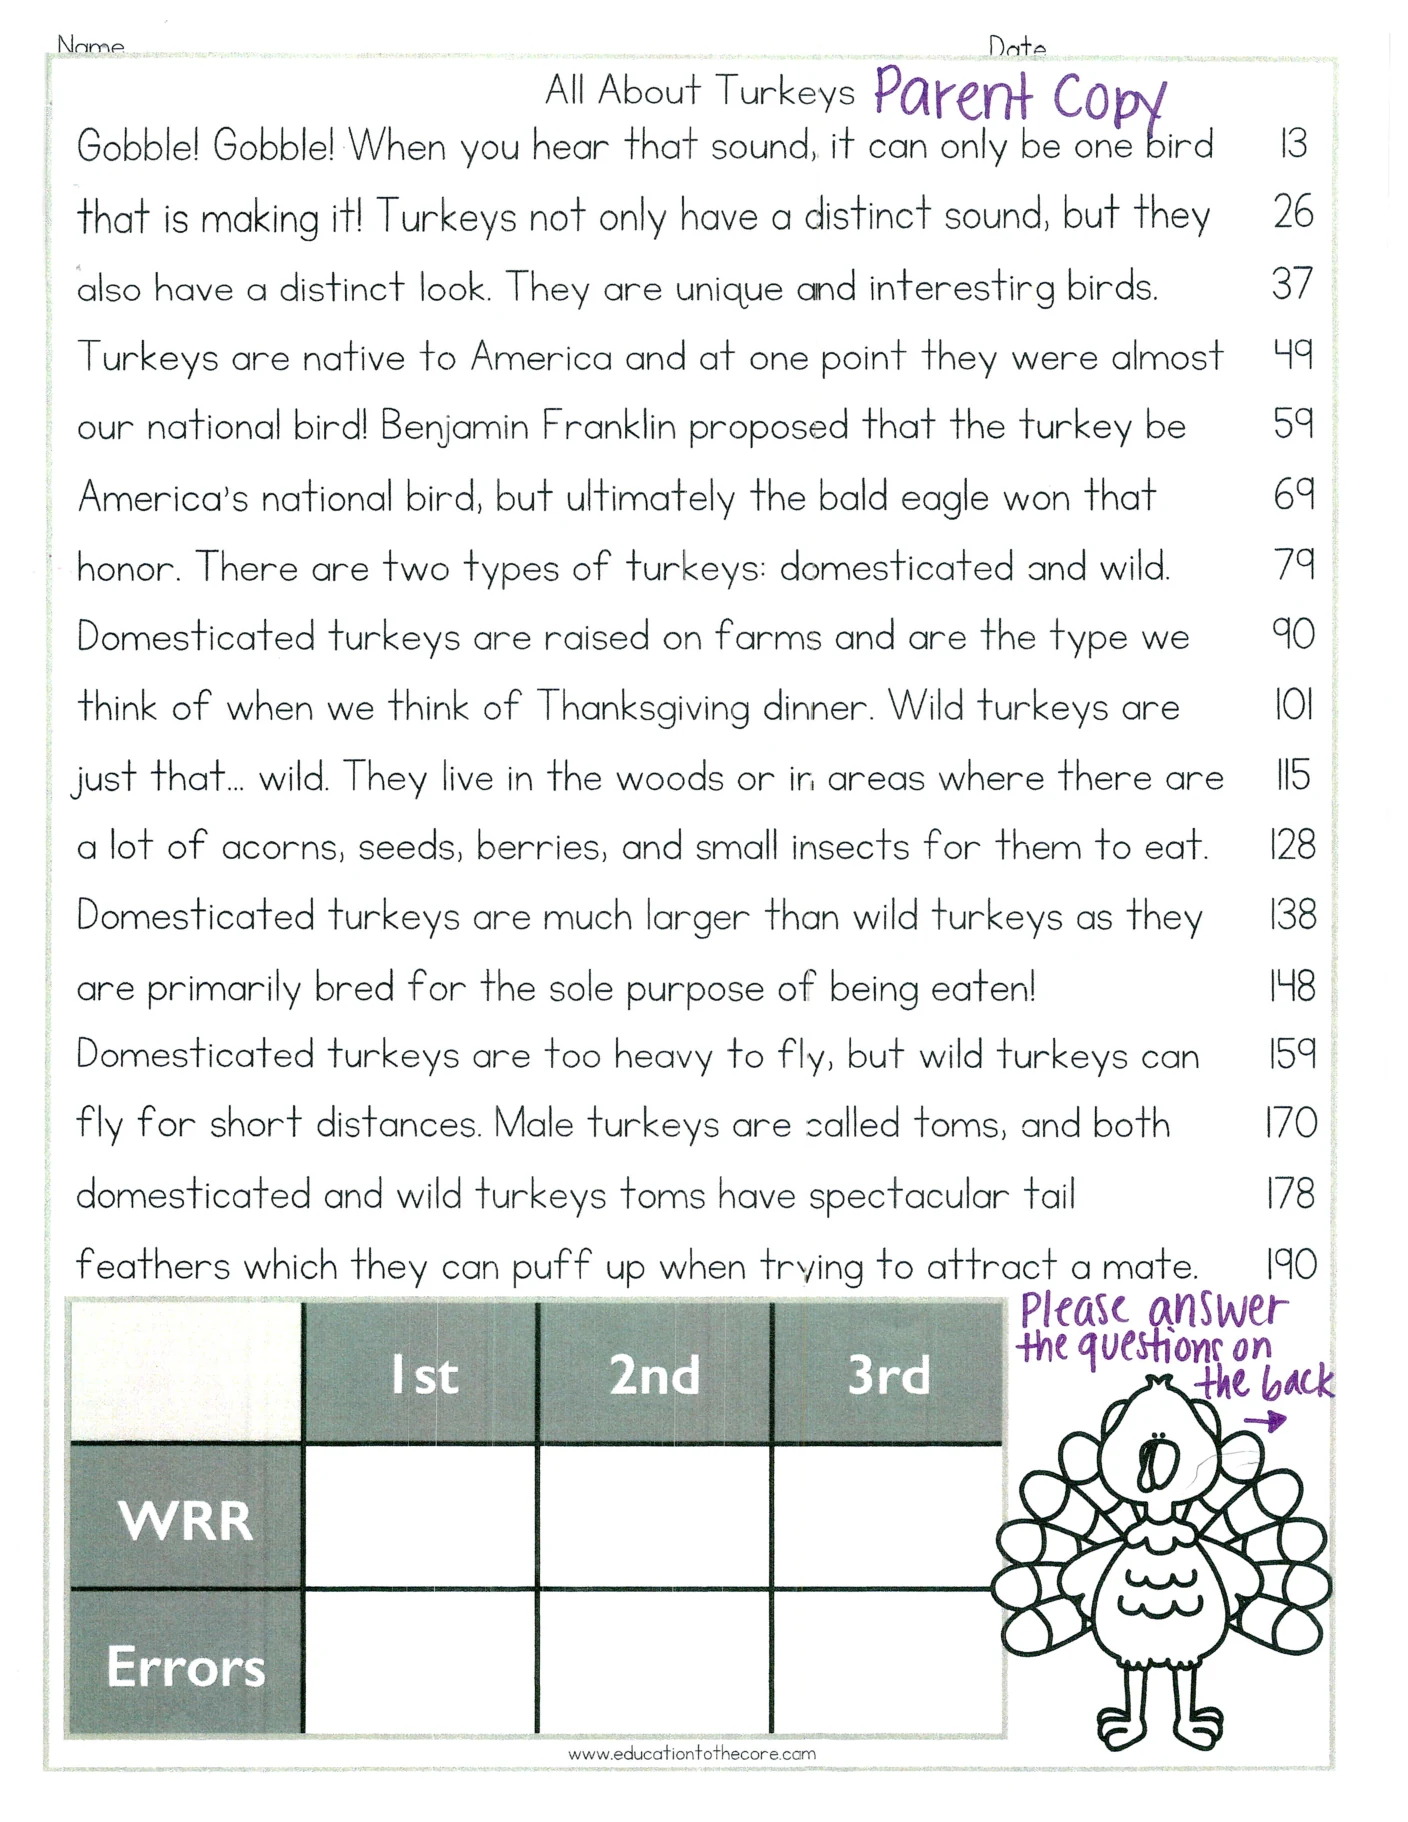 Name Date
All About Turkeys Parent Copy
Gobble! Gobble! When you hear that sound, it can only be one bird 13
that is making it! Turkeys not only have a distinct sound, but they 26
also have a distinct look. They are unique and interesting birds. 37
Turkeys are native to America and at one point they were almost 49
our national bird! Benjamin Franklin proposed that the turkey be 59
America's national bird, but ultimately the bald eagle won that 69
honor. There are two types of turkeys: domesticated and wild. 79
Domesticated turkeys are raised on farms and are the type we 90
think of when we think of Thanksgiving dinner. Wild turkeys are 101
just that... wild. They live in the woods or in areas where there are 115
a lot of acorns, seeds, berries, and small insects for them to eat. 128
Domesticated turkeys are much larger than wild turkeys as they 138
are primarily bred for the sole purpose of being eaten! 148
Domesticated turkeys are too heavy to fly, but wild turkeys can 159
fly for short distances. Male turkeys are called toms, and both 170
domesticated and wild turkeys toms have spectacular tail 178
feathers which they can puff up when trying to attract a mate. 190
Please answer
the questions on
the back
1st 2nd 3rd
WRR
Errors
www.educationtothecore.com